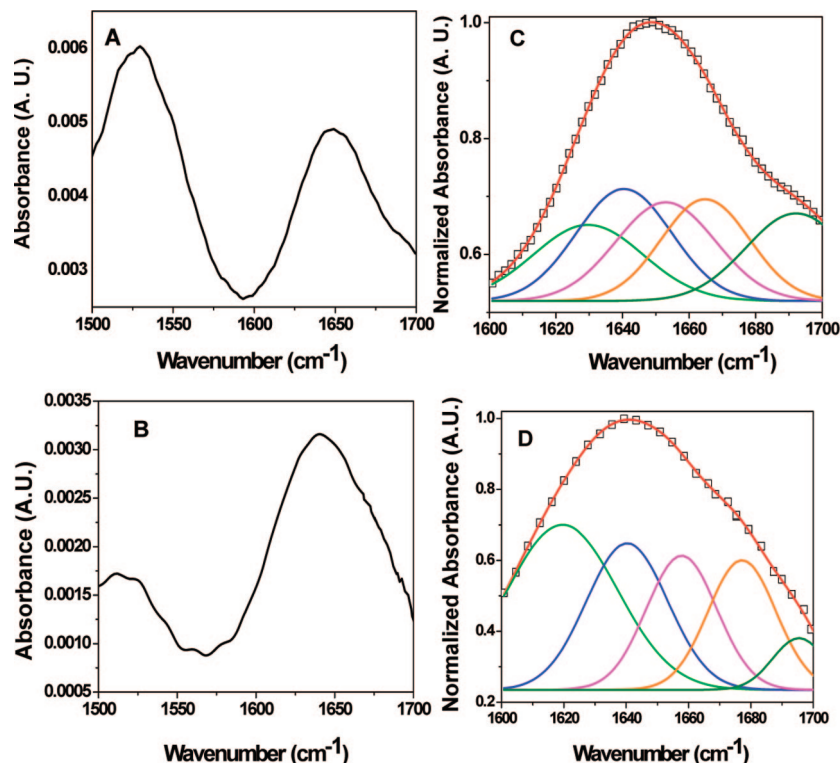 A
Absorbance (A. U.)
0.006
0.005
0.004
0.003
1500 1550 1600 1650 1700
Wavenumber (cm-1)
C
Normalized Absorbance (A. U.)
1.0
0.8
0.6
1600 1620 1640 1660 1680 1700
Wavenumber (cm-1)
B
Absorbance (A.U.)
0.0035
0.0030
0.0025
0.0020
0.0015
0.0010
0.0005
1500 1550 1600 1650 1700
Wavenumber (cm-1)
D
Normalized Absorbance (A.U.)
1.0
0.8
0.6
0.4
0.2
1600 1620 1640 1660 1680 1700
Wavenumber (cm-1)